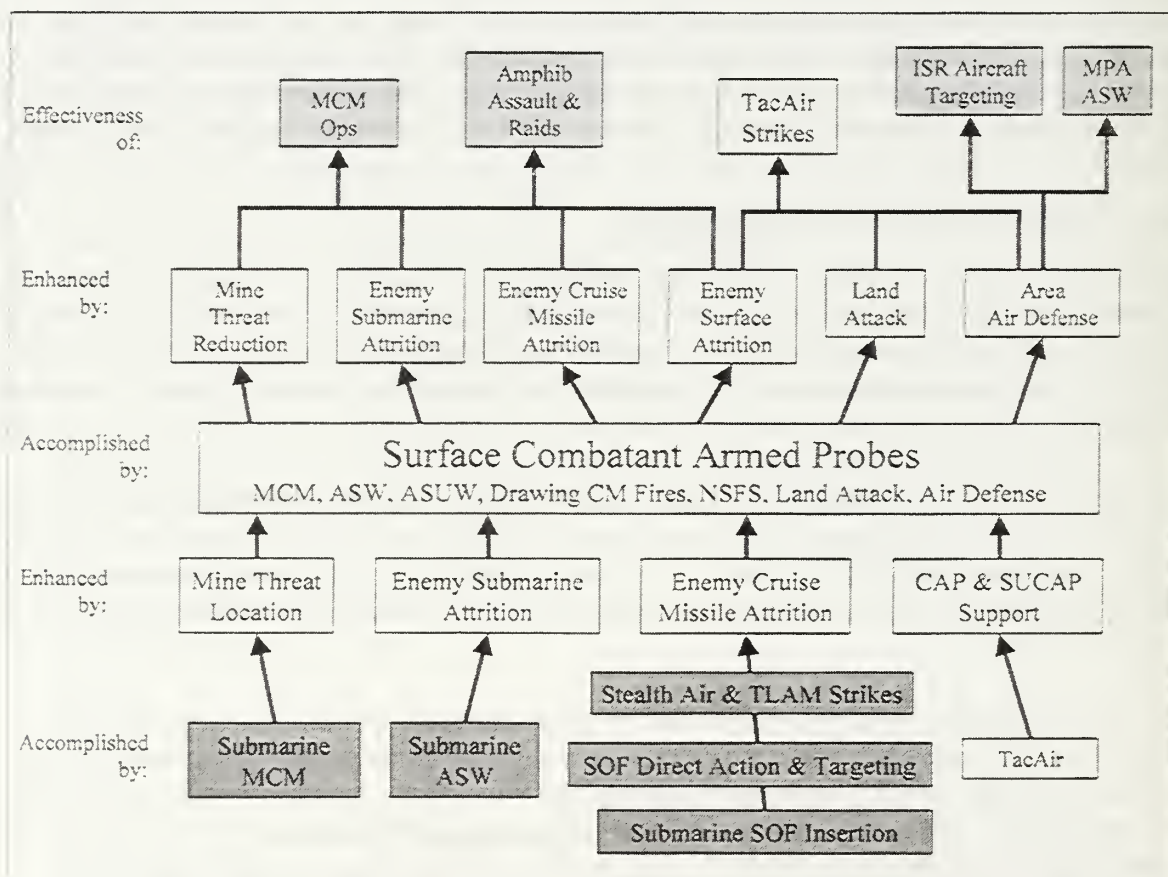 Effectiveness
of:
MCM
Ops
Amphib
Assault &
Raids
TacAir
Strikes
ISR Aircraft
Targeting
MPA
ASW
Enhanced
by:
Mine
Threat
Reduction
Enemy
Submarine
Attrition
Enemy Cruise
Missile
Attrition
Enemy
Surface
Attrition
Land
Attack
Area
Air Defense
Accomplished
by:
Surface Combatant Armed Probes
MCM, ASW, ASUW, Drawing CM Fires, NSFS, Land Attack, Air Defense
Enhanced
by:
Mine Threat
Location
Enemy Submarine
Attrition
Enemy Cruise
Missile Attrition
CAP & SUCAP
Support
Accomplished
by:
Submarine
MCM
Submarine
ASW
Stealth Air & TLAM Strikes
SOF Direct Action & Targeting
Submarine SOF Insertion
TacAir